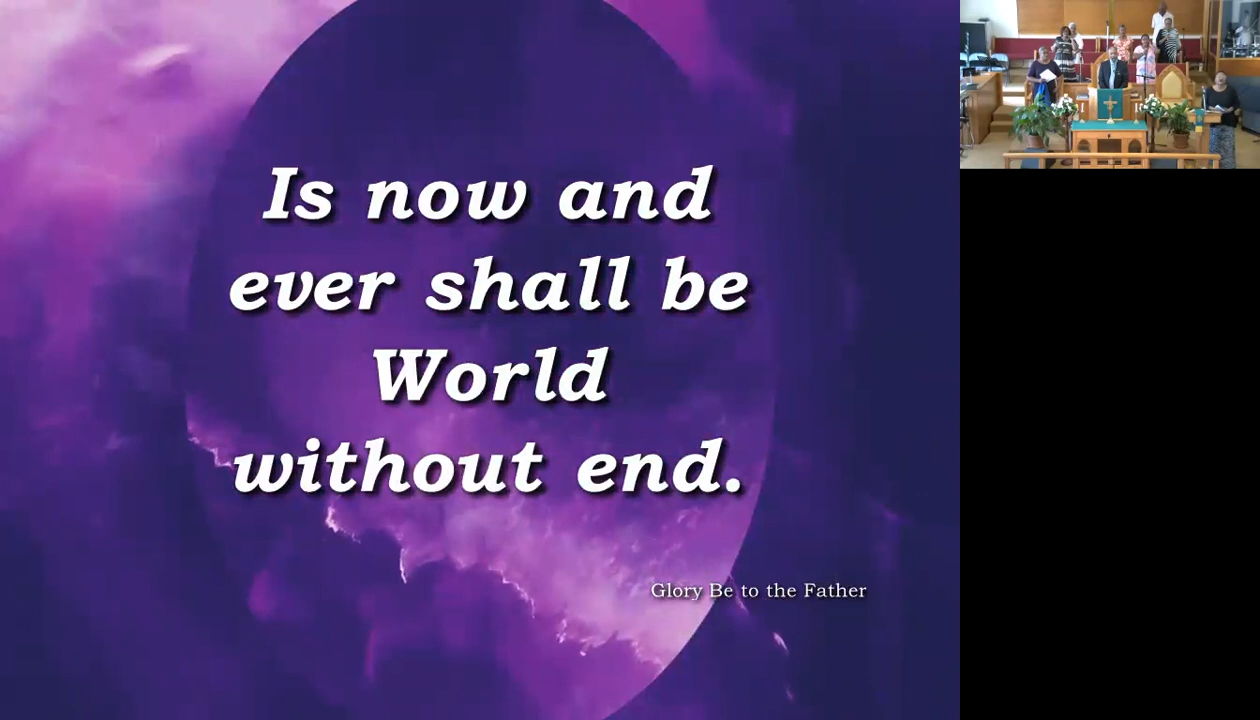 Is now and
ever shall be
World
without end.
Glory Be to the Father